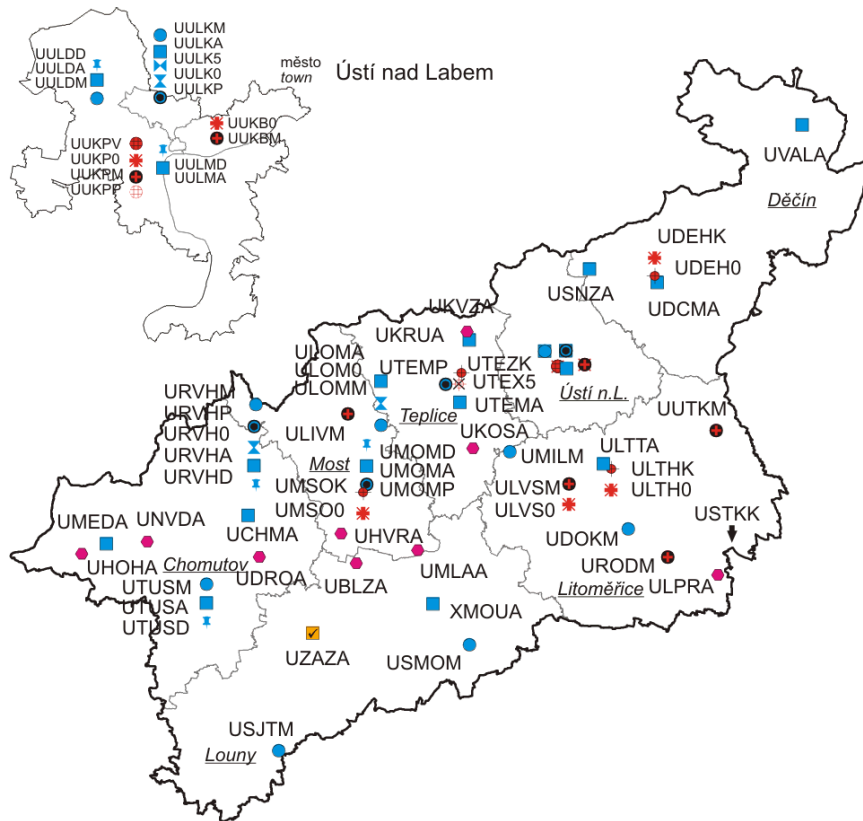 UULKM
UULKA
UULK5
UULK0
UULKP
UULDD
UULDA
UULDM
město
town
Ústí nad Labem
UUKB0
UUKBM
UUKPV
UUKP0
UUKPM
UUKPP
UULMD
UULMA
UVALA
Děčín
UDEHK
UDEH0
UDCMA
USNZA
UKVZA
UKRUA
ULOMA
ULOM0
ULOMM
UTEMP
UTEZK
UTEX5
UTEMA
Ústí n.L.
Teplice
URVHM
URVHP
URVH0
URVHA
URVHD
ULIVM
UKOSA
UUTKM
Most
UMOMD
UMOMA
UMOMP
UMSOK
UMSO0
UMILM
ULTTA
ULTHK
ULTH0
ULVSM
ULVS0
USTKK
UMEDA
UNVDA
UCHMA
UHVRA
UDOKM
UHOHA
Chomutov
UDROA
UBLZA
UMLAA
URODM
Litoměřice
ULPRA
UTUSM
UTUSA
UTUSD
XMOUA
UZAZA
USMOM
USJTM
Louny